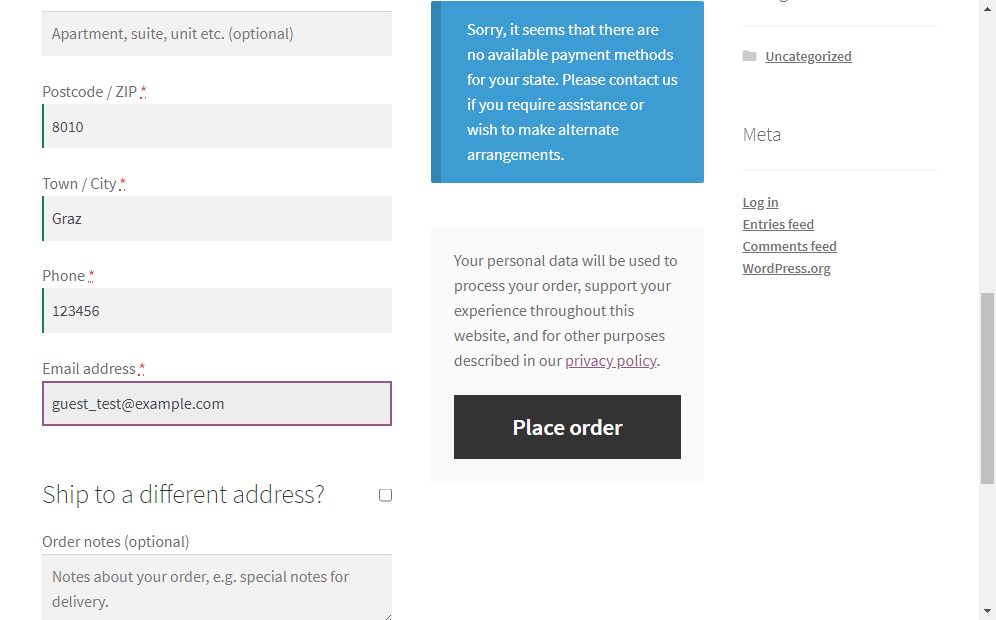 Apartment, suite, unit etc. (optional)
Postcode / ZIP *
8010
Town / City *
Graz
Phone *
123456
Email address *
guest_test@example.com
Ship to a different address?
Order notes (optional)
Notes about your order, e.g. special notes for
delivery.
Sorry, it seems that there are
no available payment methods
for your state. Please contact us
if you require assistance or
wish to make alternate
arrangements.
Your personal data will be used to
process your order, support your
experience throughout this
website, and for other purposes
described in our privacy policy.
Place order
Uncategorized
Meta
Log in
Entries feed
Comments feed
WordPress.org